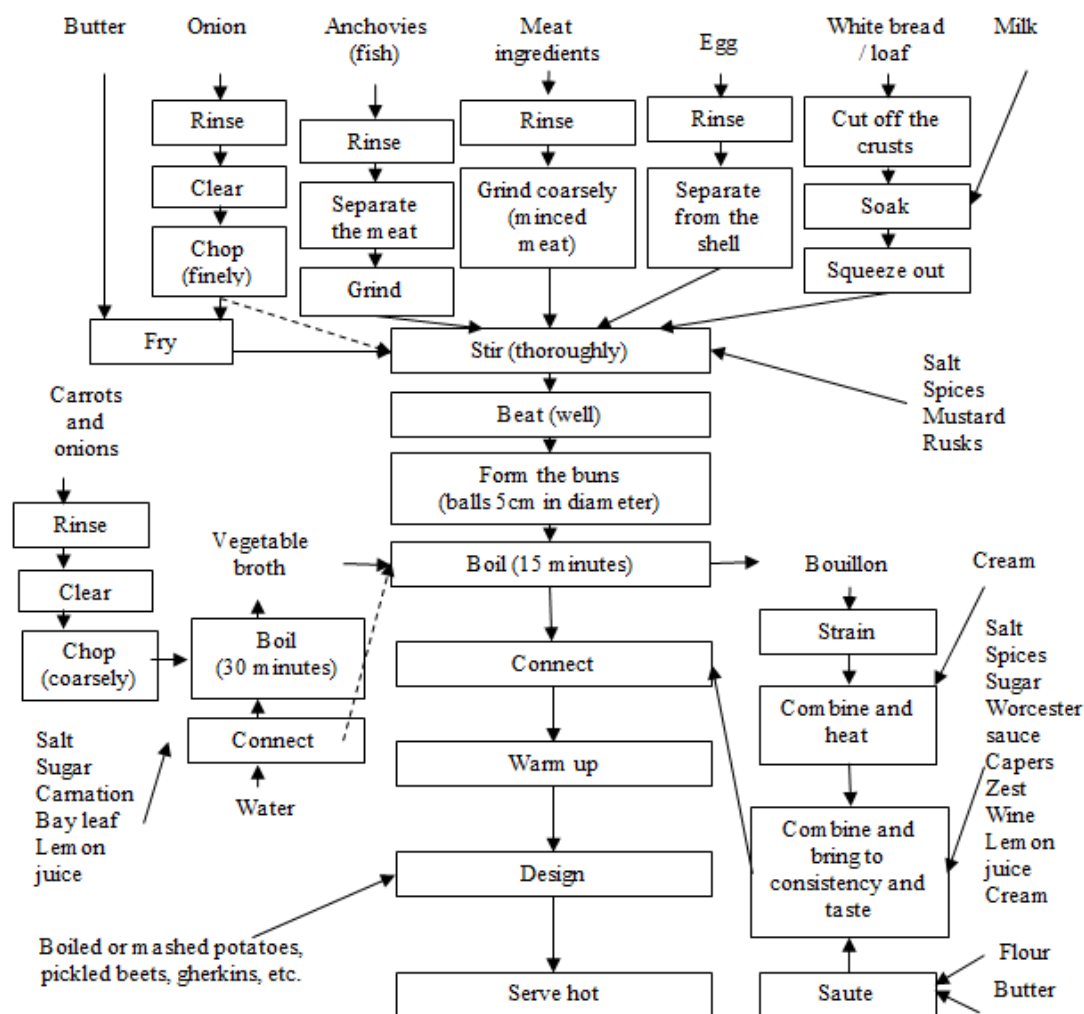 Butter
Onion
Anchovies
(fish)
Meat
ingredients
Egg
White bread
/ loaf
Milk
Rinse
Clear
Chop
(finely)
Fry
Rinse
Separate
the meat
Grind
Rinse
Grind coarsely
(minced
meat)
Rinse
Separate
from the
shell
Cut off the
crusts
Soak
Squeeze out
Stir (thoroughly)
Salt
Spices
Mustard
Rusks
Beat (well)
Form the buns
(balls 5cm in diameter)
Boil (15 minutes)
Carrots
and
onions
Rinse
Clear
Chop
(coarsely)
Vegetable
broth
Boil
(30 minutes)
Connect
Water
Salt
Sugar
Carnation
Bay leaf
Lemon
juice
Connect
Warm up
Design
Boiled or mashed potatoes,
pickled beets, gherkins, etc.
Serve hot
Bouillon
Cream
Strain
Combine and
heat
Salt
Spices
Sugar
Worcester
sauce
Capers
Zest
Wine
Lemon
juice
Cream
Combine and
bring to
consistency and
taste
Saute
Flour
Butter